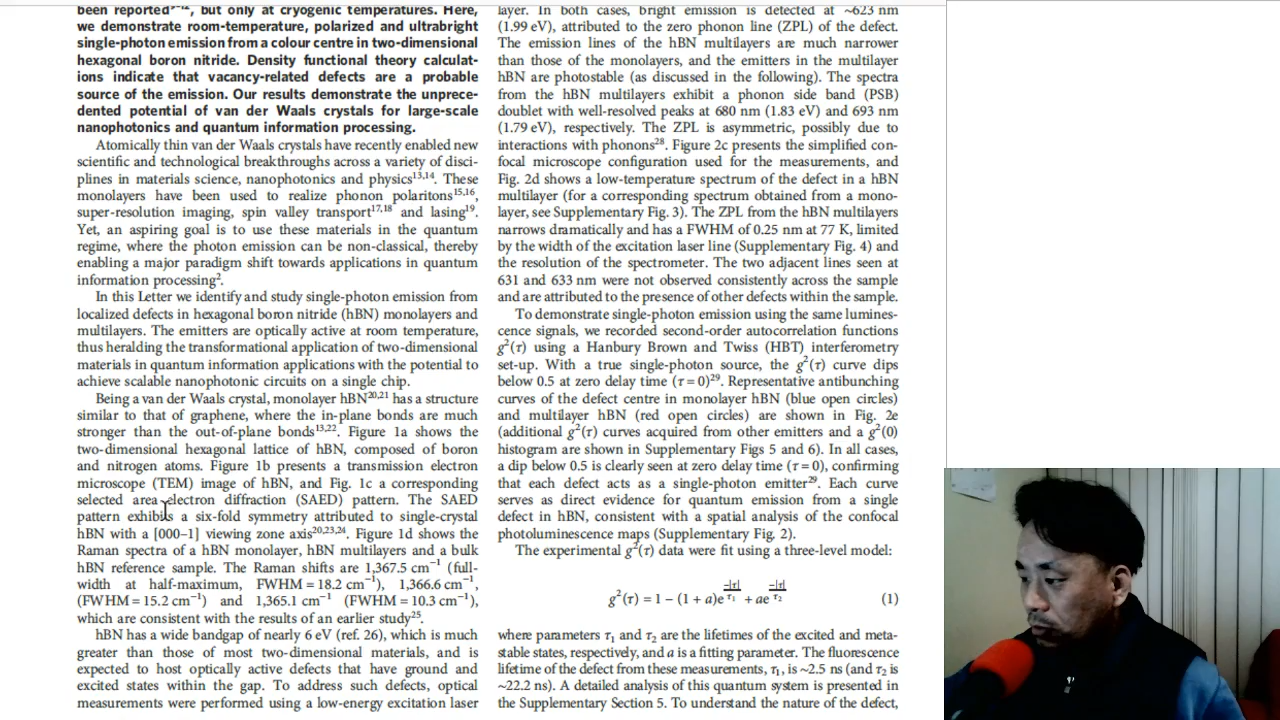 been reported⁹⁻¹², but only at cryogenic temperatures. Here,
we demonstrate room-temperature, polarized and ultrabright
single-photon emission from a colour centre in two-dimensional
hexagonal boron nitride. Density functional theory calculat-
ions indicate that vacancy-related defects are a probable
source of the emission. Our results demonstrate the unprece-
dented potential of van der Waals crystals for large-scale
nanophotonics and quantum information processing.
Atomically thin van der Waals crystals have recently enabled new
scientific and technological breakthroughs across a variety of disci-
plines in materials science, nanophotonics and physics¹³,¹⁴. These
monolayers have been used to realize phonon polaritons¹⁵,¹⁶,
super-resolution imaging, spin valley transport¹⁷,¹⁸ and lasing¹⁹.
Yet, an aspiring goal is to use these materials in the quantum
regime, where the photon emission can be non-classical, thereby
enabling a major paradigm shift towards applications in quantum
information processing².
In this Letter we identify and study single-photon emission from
localized defects in hexagonal boron nitride (hBN) monolayers and
multilayers. The emitters are optically active at room temperature,
thus heralding the transformational application of two-dimensional
materials in quantum information applications with the potential to
achieve scalable nanophotonic circuits on a single chip.
Being a van der Waals crystal, monolayer hBN²⁰,²¹ has a structure
similar to that of graphene, where the in-plane bonds are much
stronger than the out-of-plane bonds¹³,²². Figure 1a shows the
two-dimensional hexagonal lattice of hBN, composed of boron
and nitrogen atoms. Figure 1b presents a transmission electron
microscope (TEM) image of hBN, and Fig. 1c a corresponding
selected area electron diffraction (SAED) pattern. The SAED
pattern exhibits a six-fold symmetry attributed to single-crystal
hBN with a [000–1] viewing zone axis²⁰,²³,²⁴. Figure 1d shows the
Raman spectra of a hBN monolayer, hBN multilayers and a bulk
hBN reference sample. The Raman shifts are 1,367.5 cm⁻¹ (full-
width at half-maximum, FWHM = 18.2 cm⁻¹), 1,366.6 cm⁻¹,
(FWHM = 15.2 cm⁻¹) and 1,365.1 cm⁻¹ (FWHM = 10.3 cm⁻¹),
which are consistent with the results of an earlier study²⁵.
hBN has a wide bandgap of nearly 6 eV (ref. 26), which is much
greater than those of most two-dimensional materials, and is
expected to host optically active defects that have ground and
excited states within the gap. To address such defects, optical
measurements were performed using a low-energy excitation laser
layer. In both cases, bright emission is detected at ~623 nm
(1.99 eV), attributed to the zero phonon line (ZPL) of the defect.
The emission lines of the hBN multilayers are much narrower
than those of the monolayers, and the emitters in the multilayer
hBN are photostable (as discussed in the following). The spectra
from the hBN multilayers exhibit a phonon side band (PSB)
doublet with well-resolved peaks at 680 nm (1.83 eV) and 693 nm
(1.79 eV), respectively. The ZPL is asymmetric, possibly due to
interactions with phonons²⁸. Figure 2c presents the simplified con-
focal microscope configuration used for the measurements, and
Fig. 2d shows a low-temperature spectrum of the defect in a hBN
multilayer (for a corresponding spectrum obtained from a mono-
layer, see Supplementary Fig. 3). The ZPL from the hBN multilayers
narrows dramatically and has a FWHM of 0.25 nm at 77 K, limited
by the width of the excitation laser line (Supplementary Fig. 4) and
the resolution of the spectrometer. The two adjacent lines seen at
631 and 633 nm were not observed consistently across the sample
and are attributed to the presence of other defects within the sample.
To demonstrate single-photon emission using the same lumines-
cence signals, we recorded second-order autocorrelation functions
g²(τ) using a Hanbury Brown and Twiss (HBT) interferometry
set-up. With a true single-photon source, the g²(τ) curve dips
below 0.5 at zero delay time (τ = 0)²⁹. Representative antibunching
curves of the defect centre in monolayer hBN (blue open circles)
and multilayer hBN (red open circles) are shown in Fig. 2e
(additional g²(τ) curves acquired from other emitters and a g²(0)
histogram are shown in Supplementary Figs 5 and 6). In all cases,
a dip below 0.5 is clearly seen at zero delay time (τ = 0), confirming
that each defect acts as a single-photon emitter²⁹. Each curve
serves as direct evidence for quantum emission from a single
defect in hBN, consistent with a spatial analysis of the confocal
photoluminescence maps (Supplementary Fig. 2).
The experimental g²(τ) data were fit using a three-level model:
g²(τ) = 1 − (1 + a)e^(−|τ|/τ₁) + ae^(−|τ|/τ₂) (1)
where parameters τ₁ and τ₂ are the lifetimes of the excited and meta-
stable states, respectively, and a is a fitting parameter. The fluorescence
lifetime of the defect from these measurements, τ₁, is ~2.5 ns (and τ₂ is
~22.2 ns). A detailed analysis of this quantum system is presented in
the Supplementary Section 5. To understand the nature of the defect,